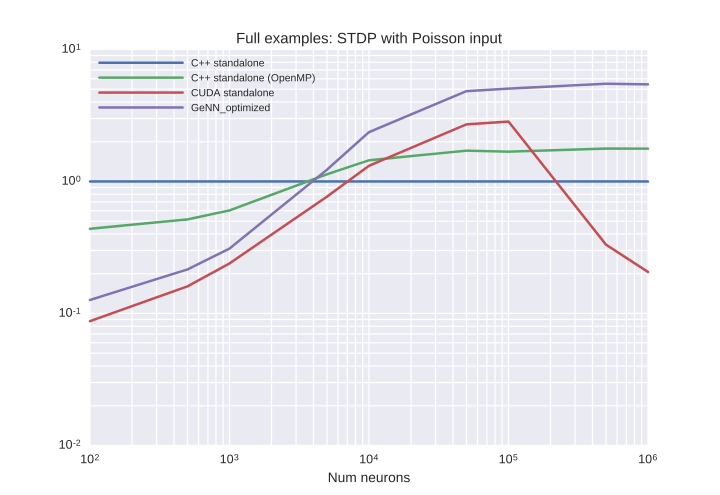 Full examples: STDP with Poisson input
10¹
C++ standalone
C++ standalone (OpenMP)
CUDA standalone
GeNN_optimized
10⁰
10⁻¹
10⁻²
10² 10³ 10⁴ 10⁵ 10⁶
Num neurons